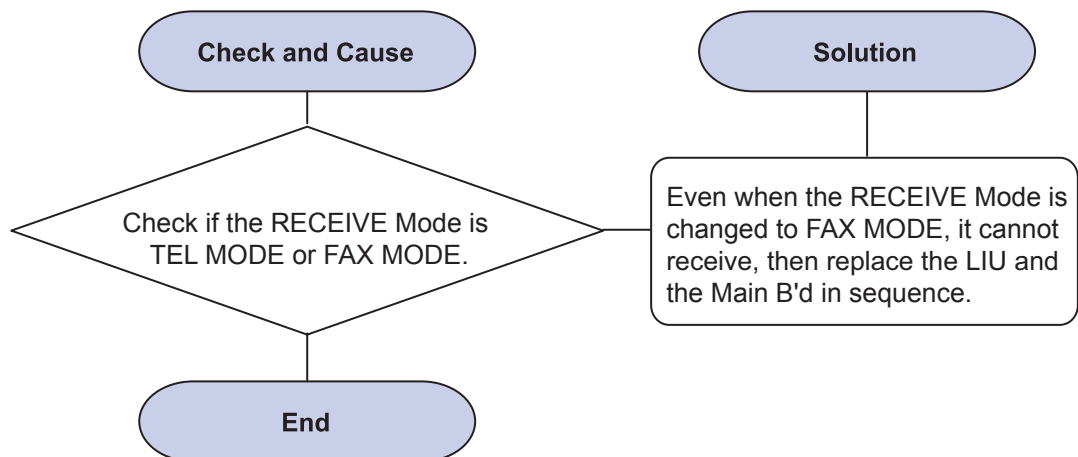 Check and Cause
Check if the RECEIVE Mode is
TEL MODE or FAX MODE.
End
Solution
Even when the RECEIVE Mode is
changed to FAX MODE, it cannot
receive, then replace the LIU and
the Main B'd in sequence.